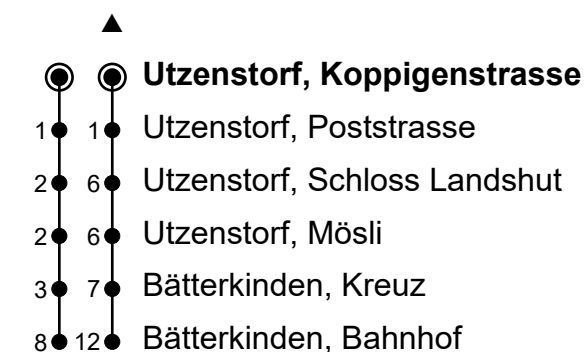 ▲
Utzenstorf, Koppigenstrasse
1 1 Utzenstorf, Poststrasse
2 6 Utzenstorf, Schloss Landshut
2 6 Utzenstorf, Mösli
3 7 Bätterkinden, Kreuz
8 12 Bätterkinden, Bahnhof